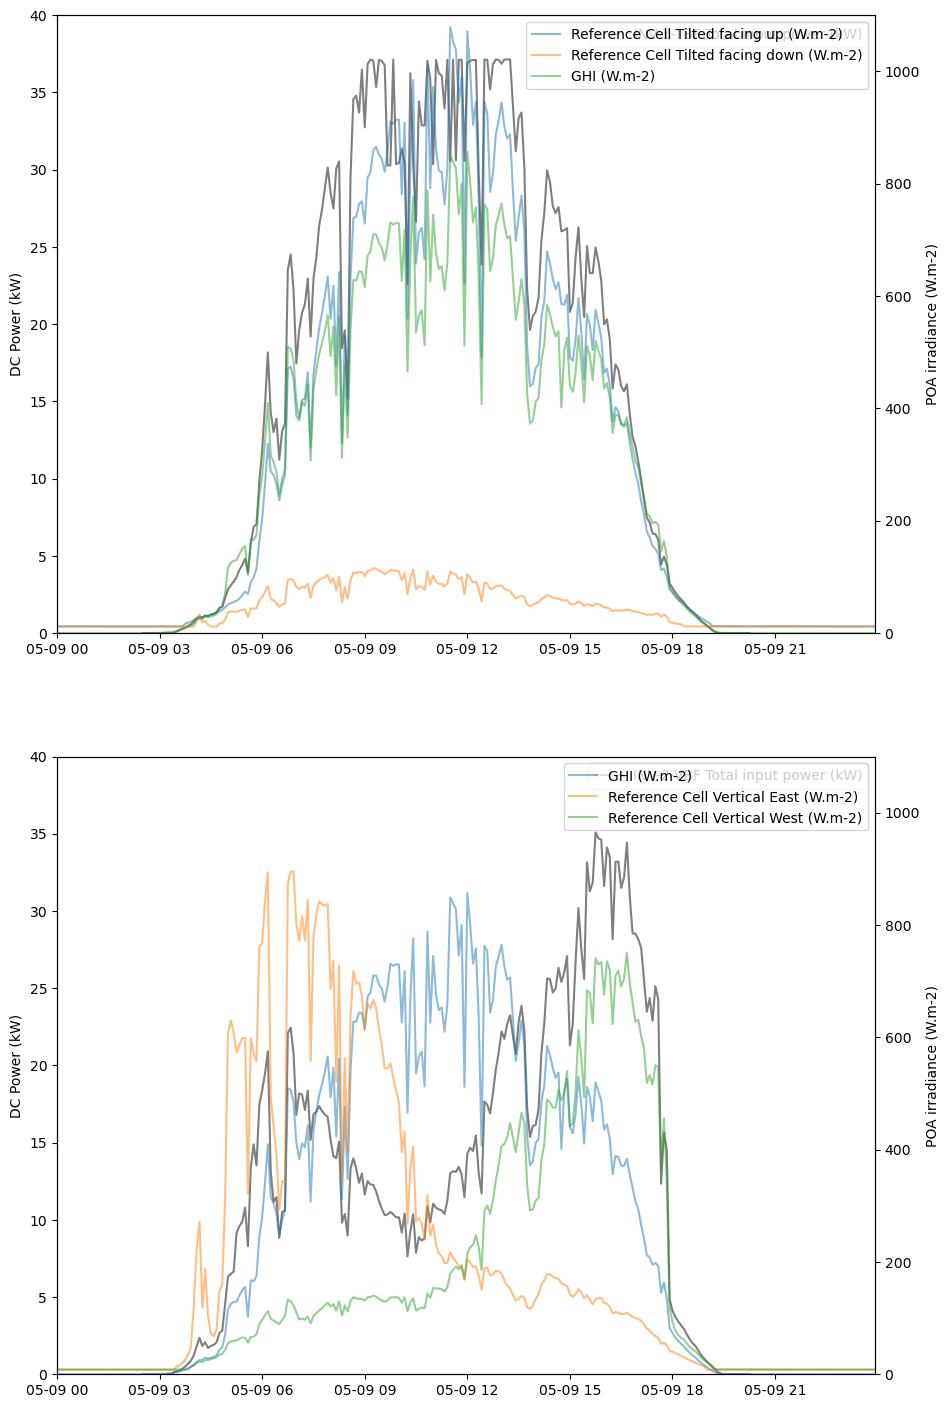 40
35
30
25
20
15
10
5
0
DC Power (kW)
Reference Cell Tilted facing up (W.m-2)
Reference Cell Tilted facing down (W.m-2)
GHI (W.m-2)
1000
800
600
400
200
0
POA irradiance (W.m-2)
05-09 00 05-09 03 05-09 06 05-09 09 05-09 12 05-09 15 05-09 18 05-09 21
40
35
30
25
20
15
10
5
0
DC Power (kW)
GHI (W.m-2)
Total input power (kW)
Reference Cell Vertical East (W.m-2)
Reference Cell Vertical West (W.m-2)
1000
800
600
400
200
0
POA irradiance (W.m-2)
05-09 00 05-09 03 05-09 06 05-09 09 05-09 12 05-09 15 05-09 18 05-09 21